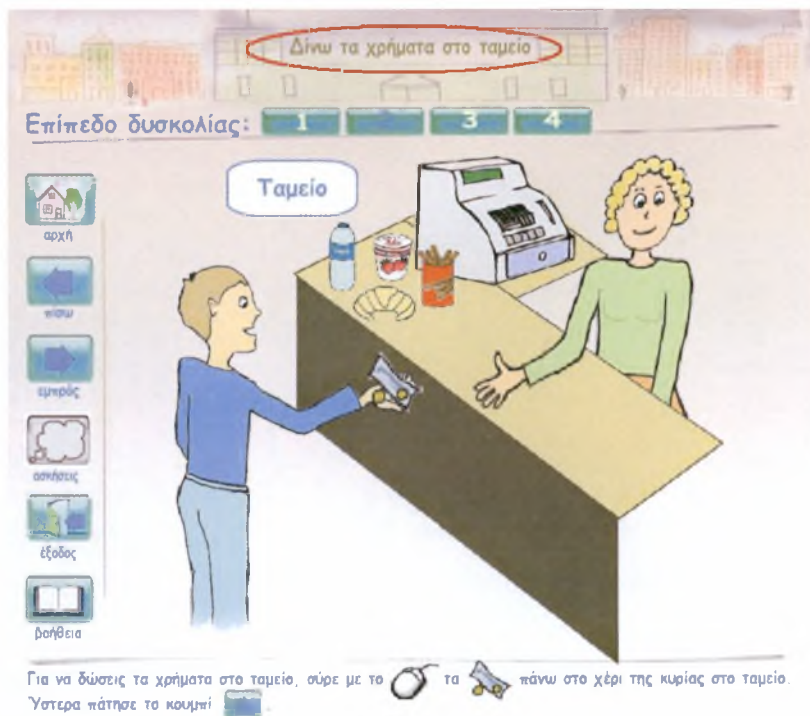 Δίνω τα χρήματα στο ταμείο
Επίπεδο δυσκολίας: 1 2 3 4
Ταμείο
αρχή
πίσω
εμπρός
ασκήσεις
έξοδος
βοήθεια
Για να δώσεις τα χρήματα στο ταμείο, σύρε με το τα πάνω στο χέρι της κυρίας στο ταμείο.
Ύστερα πάτησε το κουμπί .